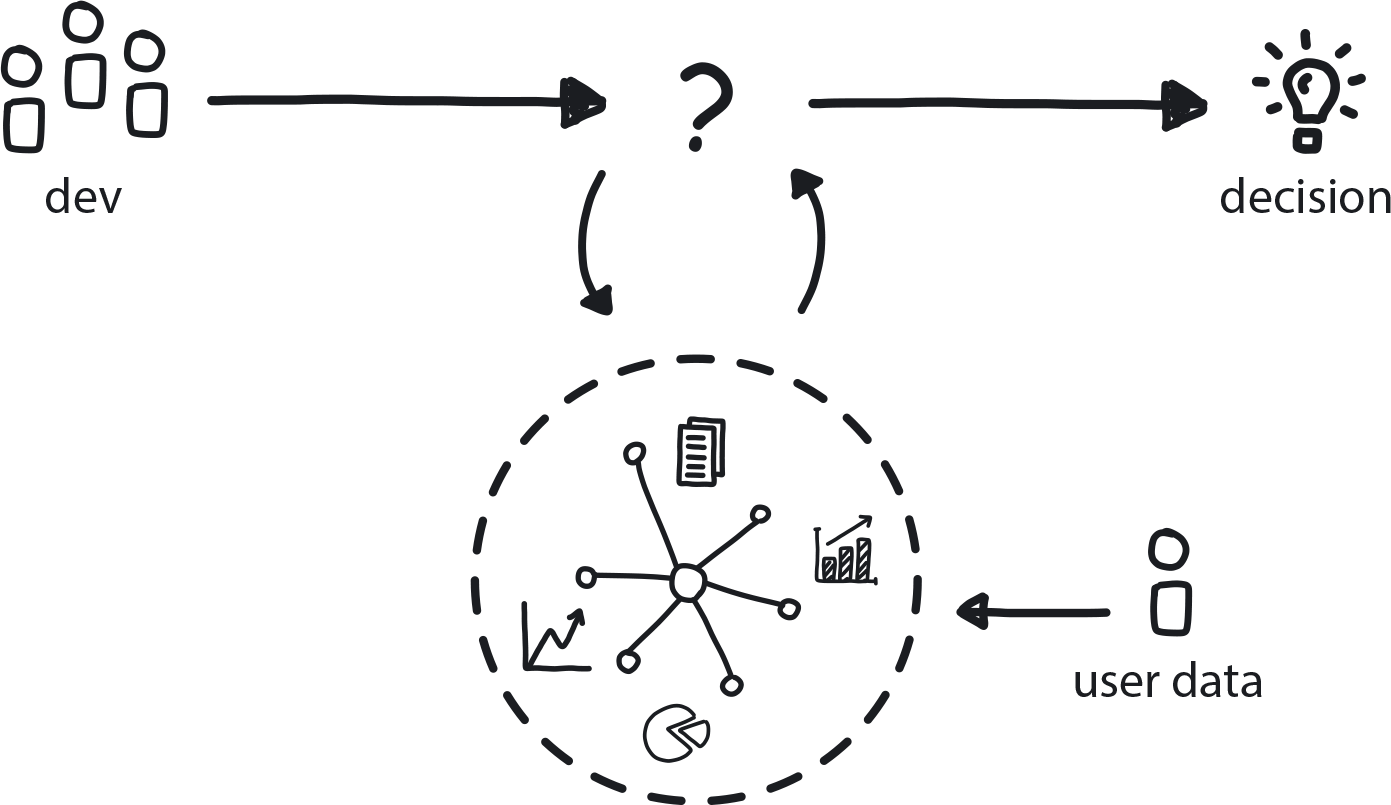 dev
decision
user data